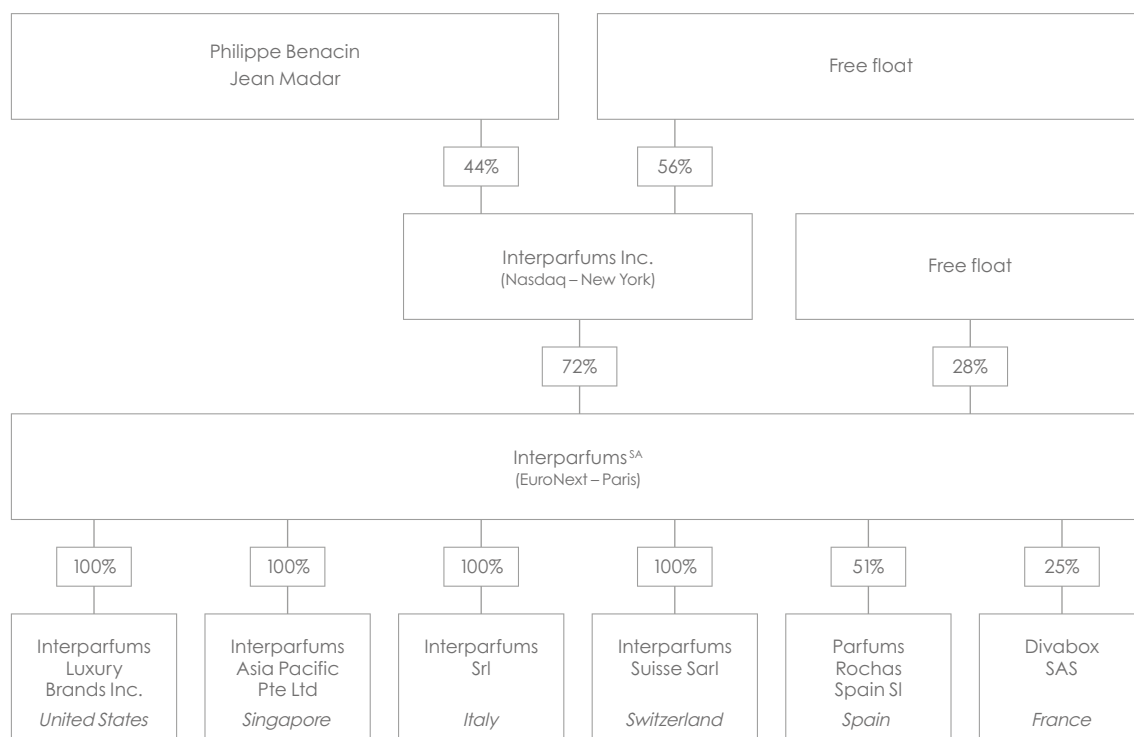 Philippe Benacin
Jean Madar
Free float
44%
56%
Interparfums Inc.
(Nasdaq – New York)
Free float
72%
28%
Interparfums SA
(EuroNext – Paris)
100%
100%
100%
100%
51%
25%
Interparfums
Luxury
Brands Inc.
United States
Interparfums
Asia Pacific
Pte Ltd
Singapore
Interparfums
Srl
Italy
Interparfums
Suisse Sarl
Switzerland
Parfums
Rochas
Spain Sl
Spain
Divabox
SAS
France